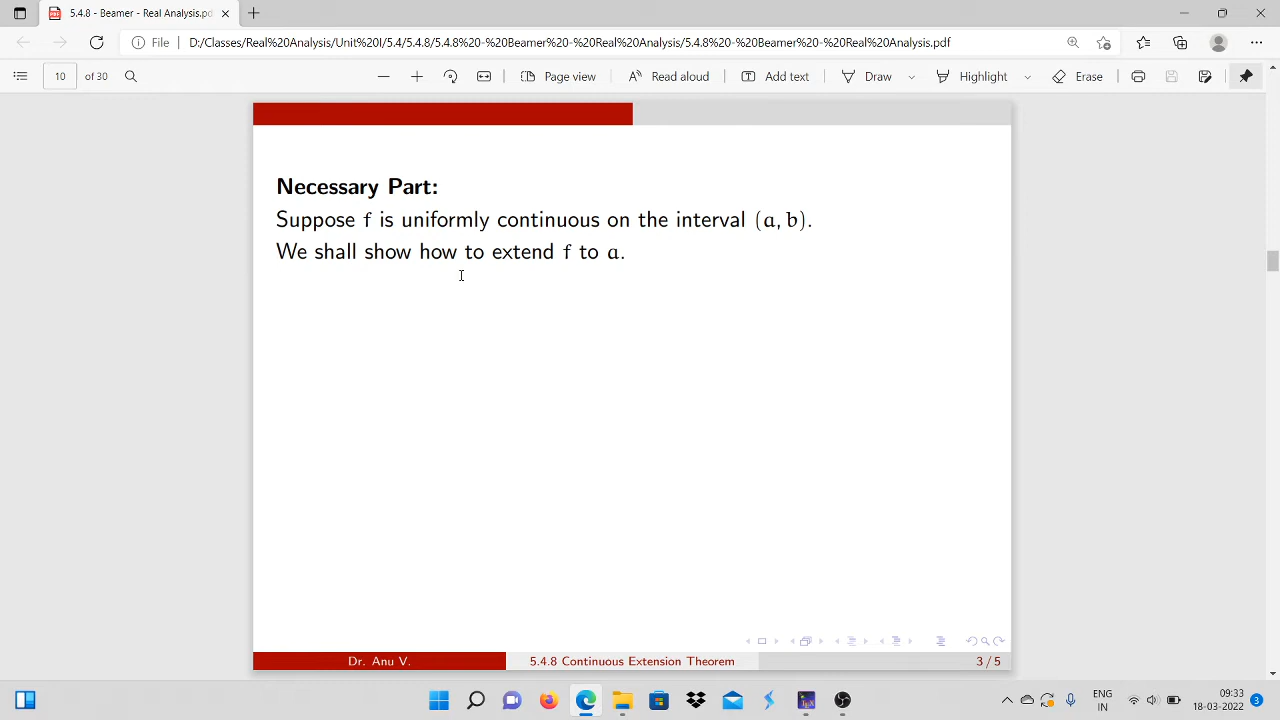 5.4.8 - Beamer - Real Analysis.pd
File
D:/Classes/Real%20Analysis/Unit%20I/5.4/5.4.8/5.4.8%20-%20Beamer%20-%20Real%20Analysis/5.4.8%20-%20Beamer%20-%20Real%20Analysis.pdf
10 of 30
Page view
Read aloud
Add text
Draw
Highlight
Erase
Necessary Part:
Suppose f is uniformly continuous on the interval (a, b).
We shall show how to extend f to a.
Dr. Anu V.
5.4.8 Continuous Extension Theorem
3 / 5
ENG
IN
09:33
18-03-2022
3